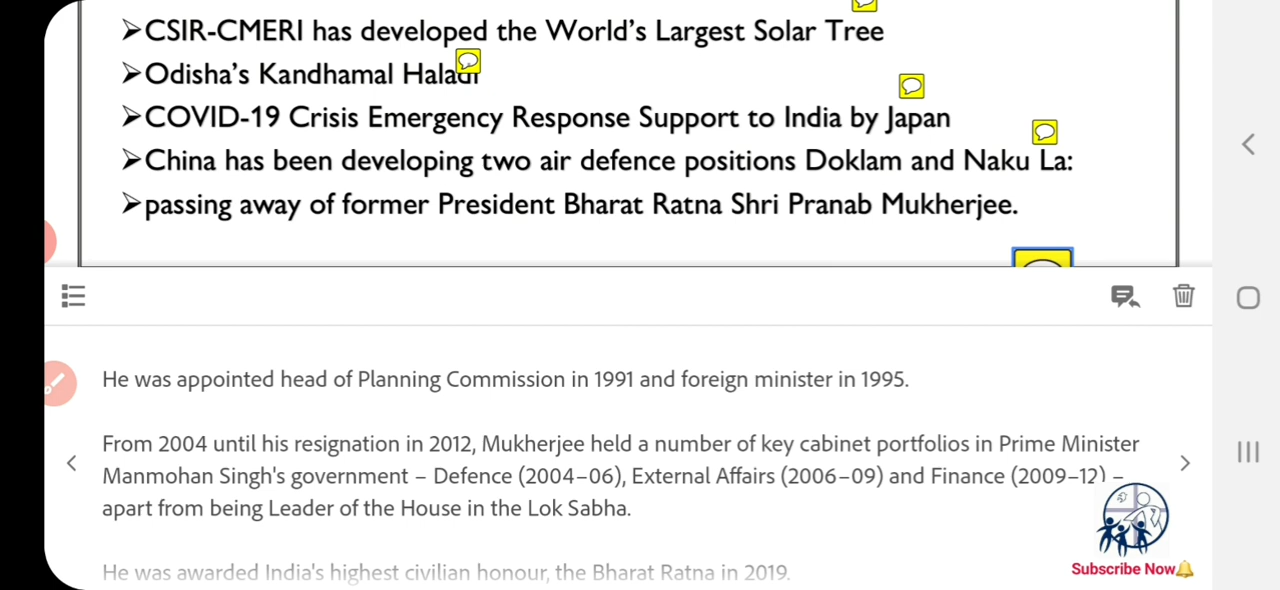 ➢CSIR-CMERI has developed the World's Largest Solar Tree
➢Odisha's Kandhamal Haladi
➢COVID-19 Crisis Emergency Response Support to India by Japan
➢China has been developing two air defence positions Doklam and Naku La:
➢passing away of former President Bharat Ratna Shri Pranab Mukherjee.
He was appointed head of Planning Commission in 1991 and foreign minister in 1995.
From 2004 until his resignation in 2012, Mukherjee held a number of key cabinet portfolios in Prime Minister
Manmohan Singh's government – Defence (2004–06), External Affairs (2006–09) and Finance (2009–12) –
apart from being Leader of the House in the Lok Sabha.
He was awarded India's highest civilian honour, the Bharat Ratna in 2019.
Subscribe Now